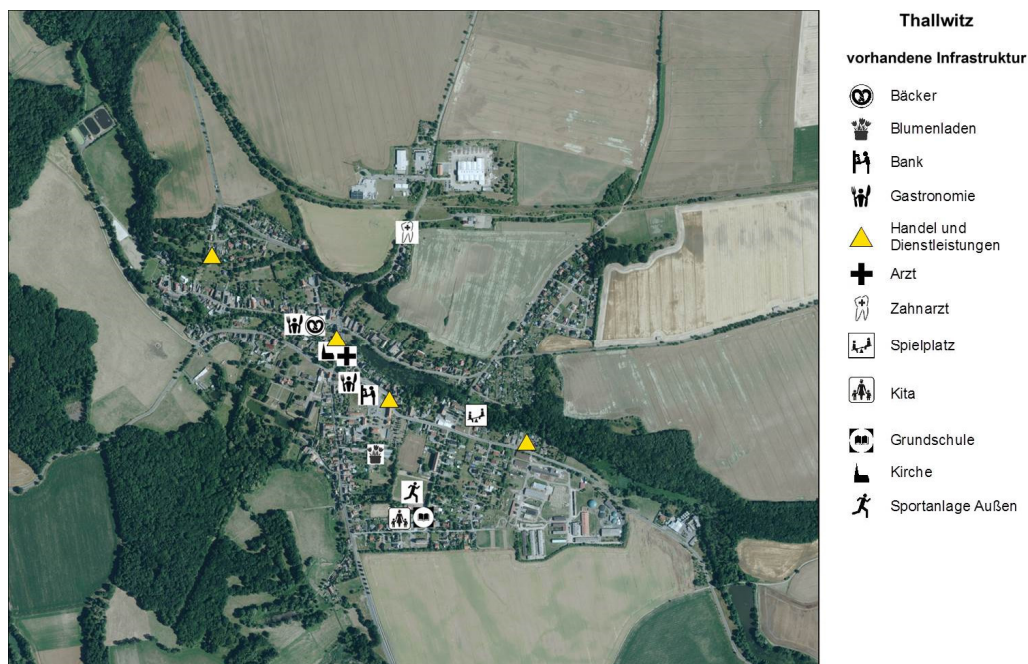 Thallwitz
vorhandene Infrastruktur
Bäcker
Blumenladen
Bank
Gastronomie
Handel und
Dienstleistungen
Arzt
Zahnarzt
Spielplatz
Kita
Grundschule
Kirche
Sportanlage Außen